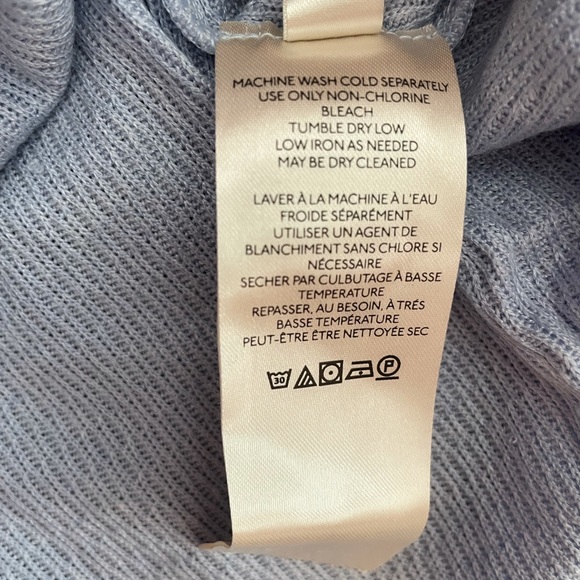 MACHINE WASH COLD SEPARATELY
USE ONLY NON-CHLORINE
BLEACH
TUMBLE DRY LOW
LOW IRON AS NEEDED
MAY BE DRY CLEANED
LAVER À LA MACHINE À L'EAU
FROIDE SÉPARÉMENT
UTILISER UN AGENT DE
BLANCHIMENT SANS CHLORE SI
NÉCESSAIRE
SECHER PAR CULBUTAGE À BASSE
TEMPERATURE
REPASSER, AU BESOIN, À TRÉS
BASSE TEMPÉRATURE
PEUT-ÊTRE ÊTRE NETTOYÉE SEC
30 P